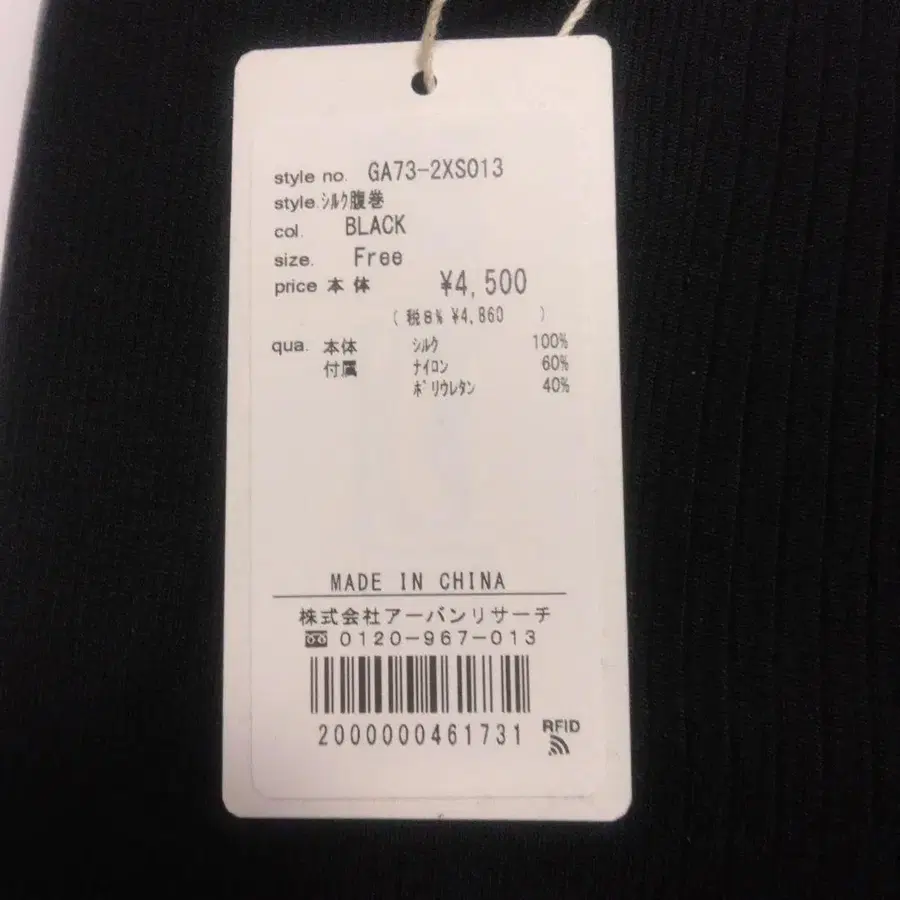 style no. GA73-2XS013
style.シルク腹巻
col. BLACK
size. Free
price 本体 ¥4,500
(税8% ¥4,860 )
qua. 本体 シルク 100%
付属 ナイロン 60%
ポリウレタン 40%
MADE IN CHINA
株式会社アーバンリサーチ
0120-967-013
2000000461731
RFID